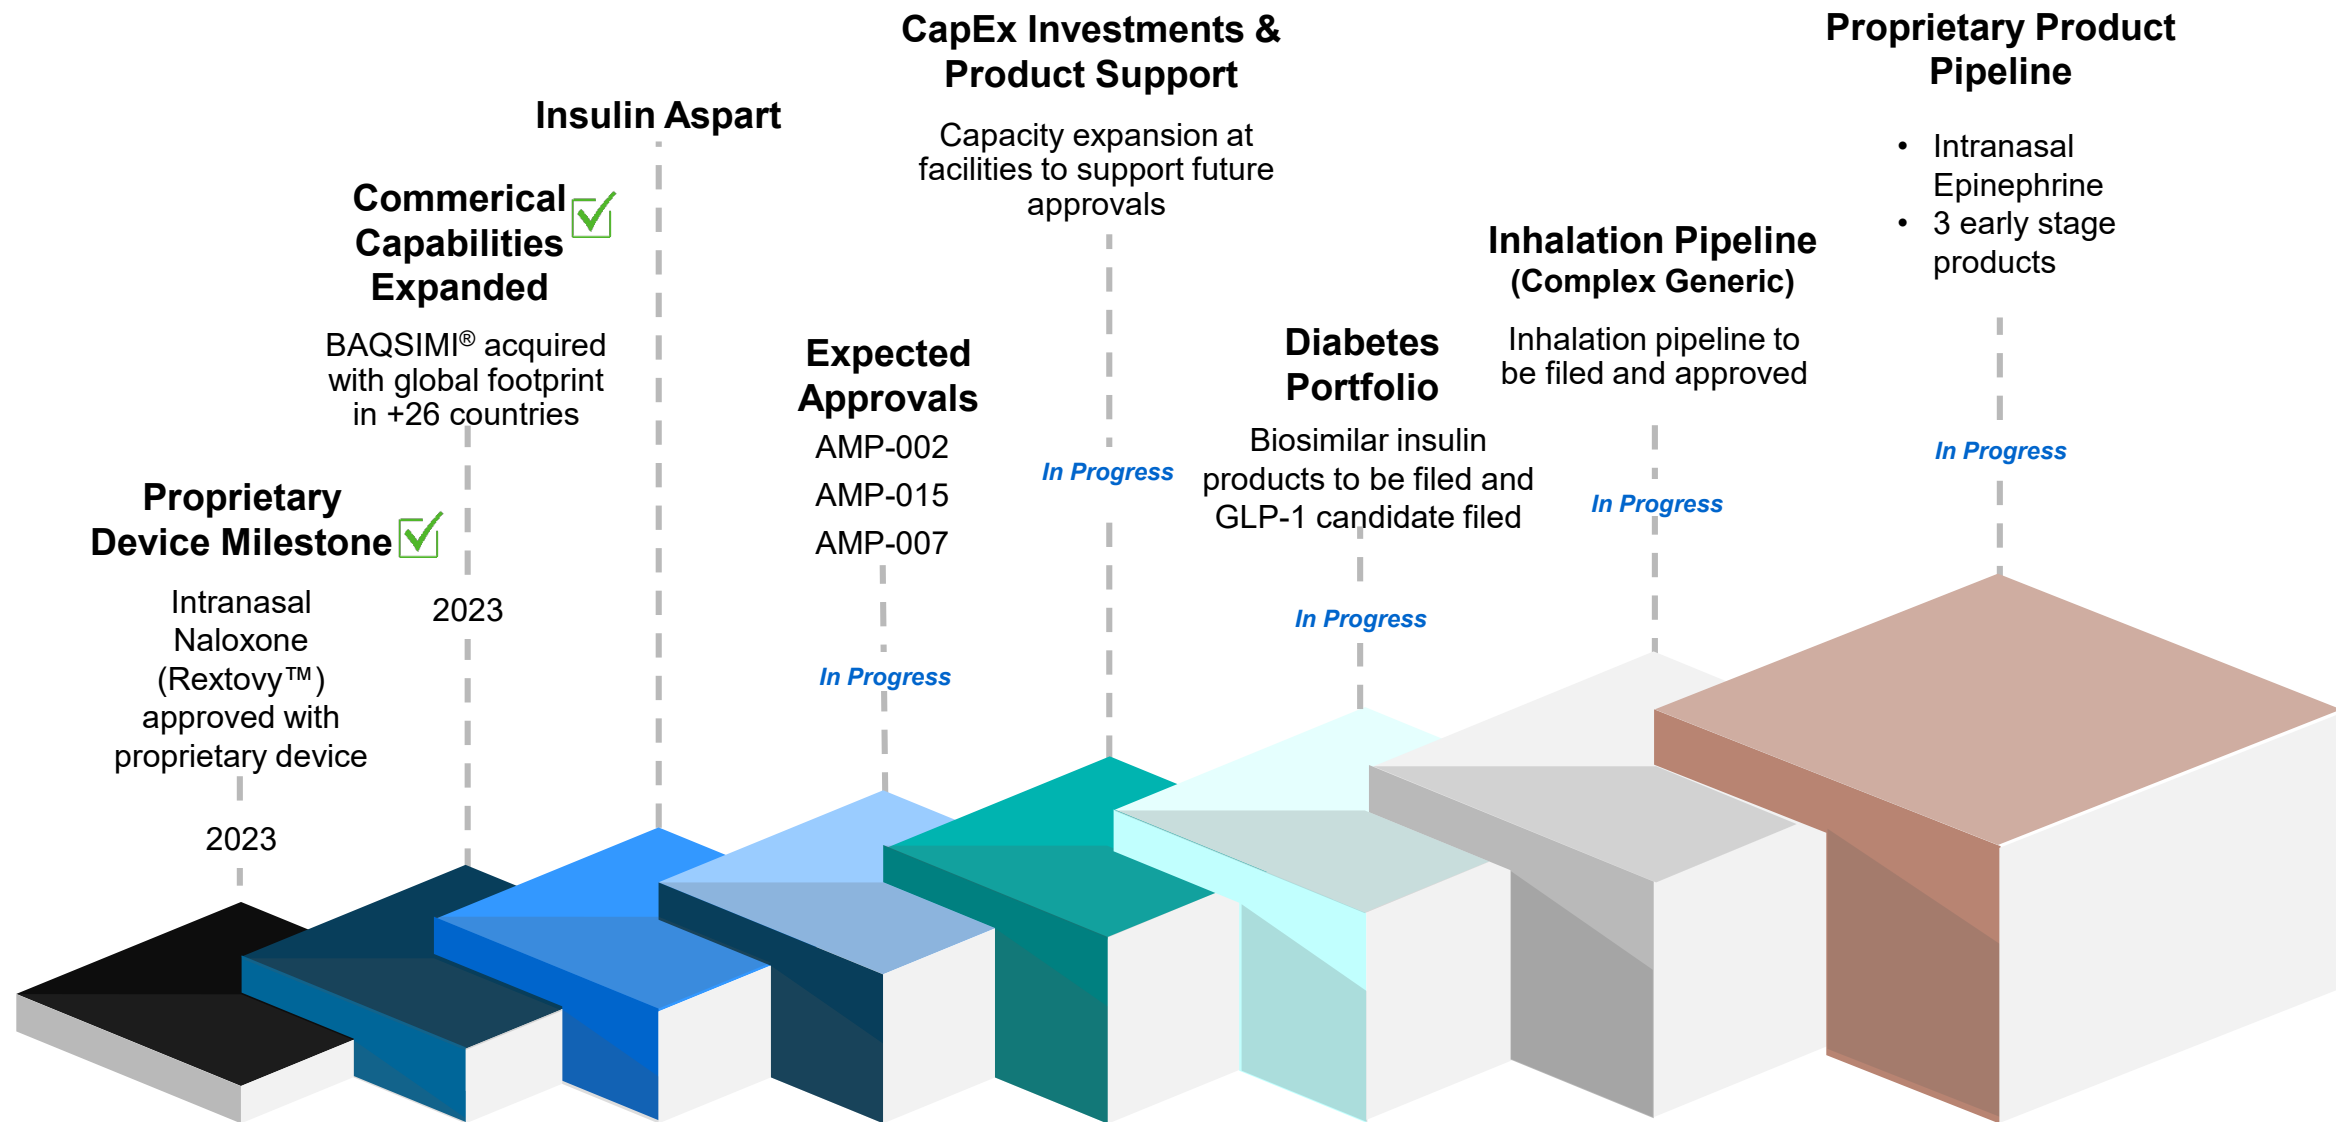 Proprietary
Device Milestone
Intranasal
Naloxone
(Rextovy™)
approved with
proprietary device
2023
Commerical
Capabilities
Expanded
BAQSIMI® acquired
with global footprint
in +26 countries
2023
Insulin Aspart
Expected
Approvals
AMP-002
AMP-015
AMP-007
In Progress
CapEx Investments &
Product Support
Capacity expansion at
facilities to support future
approvals
In Progress
Diabetes
Portfolio
Biosimilar insulin
products to be filed and
GLP-1 candidate filed
In Progress
Inhalation Pipeline
(Complex Generic)
Inhalation pipeline to
be filed and approved
In Progress
Proprietary Product
Pipeline
• Intranasal
Epinephrine
• 3 early stage
products
In Progress